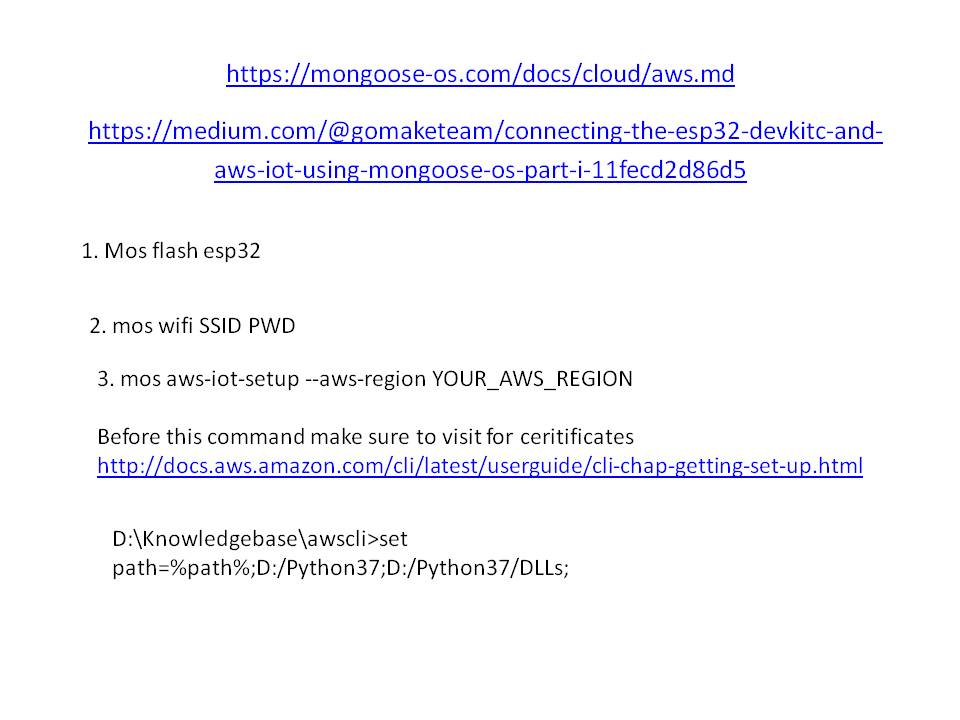 https://mongoose-os.com/docs/cloud/aws.md
https://medium.com/@gomaketeam/connecting-the-esp32-devkitc-and-
aws-iot-using-mongoose-os-part-i-11fecd2d86d5
1. Mos flash esp32
2. mos wifi SSID PWD
3. mos aws-iot-setup --aws-region YOUR_AWS_REGION
Before this command make sure to visit for ceritificates
http://docs.aws.amazon.com/cli/latest/userguide/cli-chap-getting-set-up.html
D:\Knowledgebase\awscli>set
path=%path%;D:/Python37;D:/Python37/DLLs;